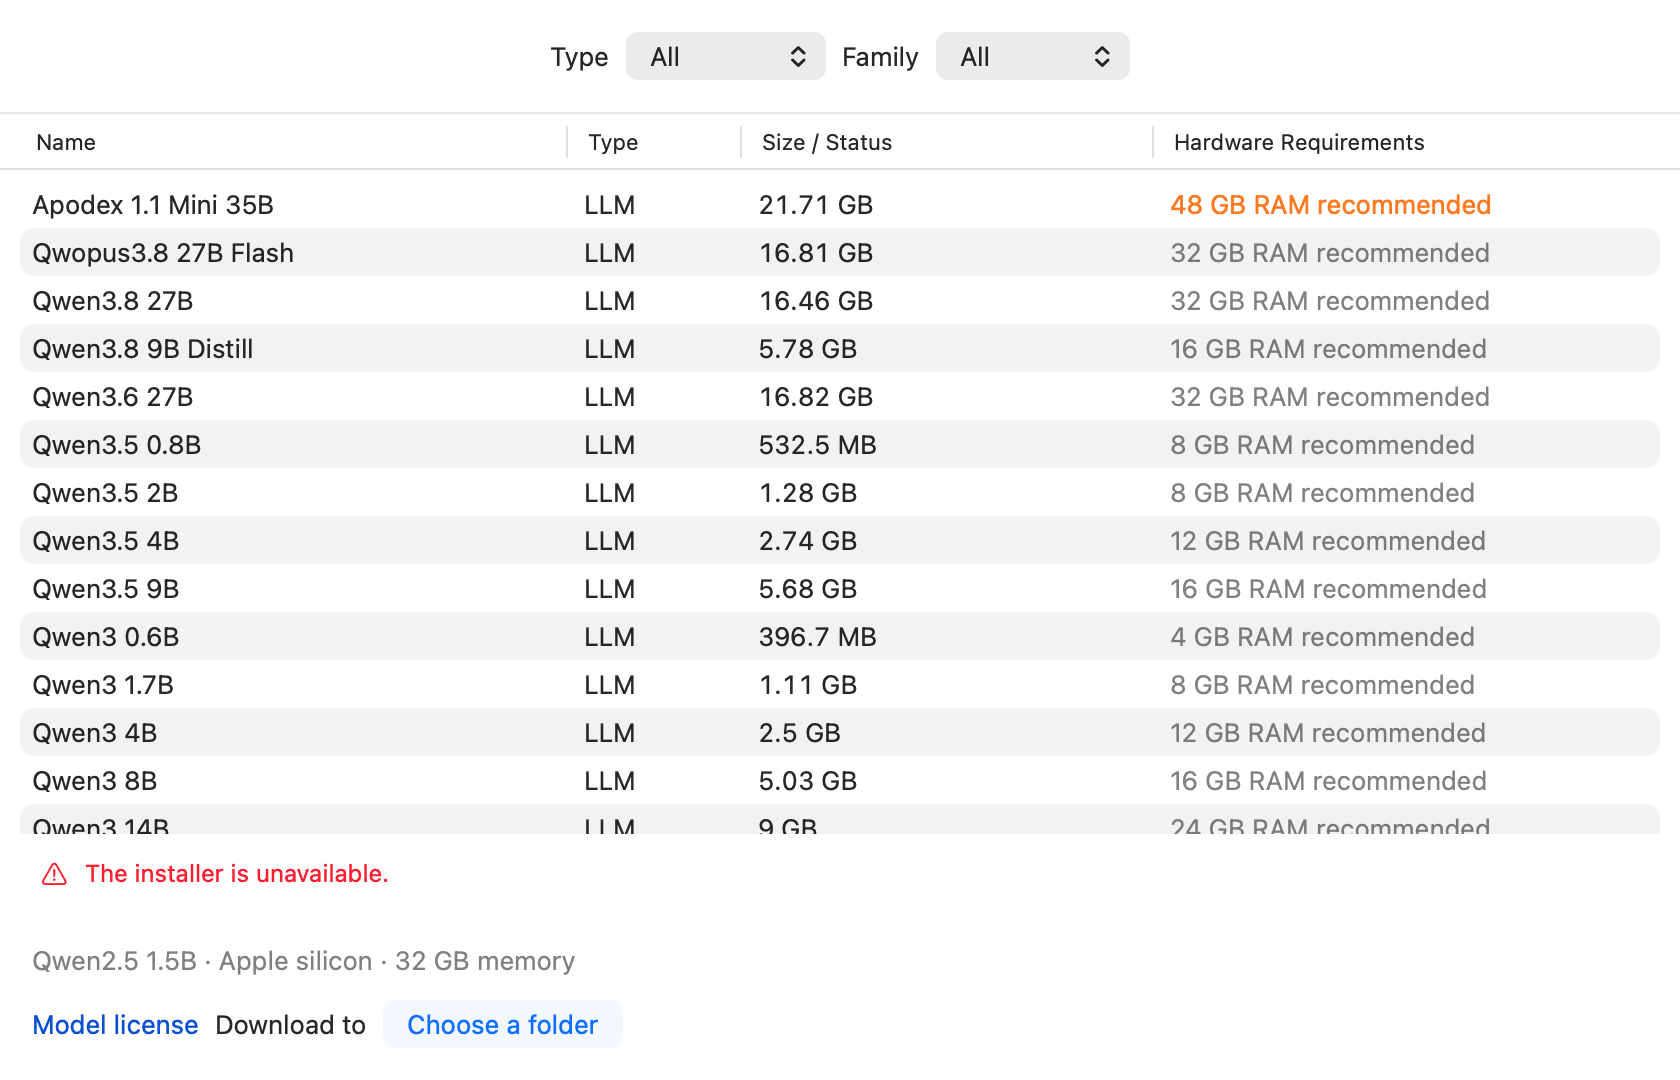 Type All Family All
Name Type Size / Status Hardware Requirements
Apodex 1.1 Mini 35B LLM 21.71 GB 48 GB RAM recommended
Qwopus3.8 27B Flash LLM 16.81 GB 32 GB RAM recommended
Qwen3.8 27B LLM 16.46 GB 32 GB RAM recommended
Qwen3.8 9B Distill LLM 5.78 GB 16 GB RAM recommended
Qwen3.6 27B LLM 16.82 GB 32 GB RAM recommended
Qwen3.5 0.8B LLM 532.5 MB 8 GB RAM recommended
Qwen3.5 2B LLM 1.28 GB 8 GB RAM recommended
Qwen3.5 4B LLM 2.74 GB 12 GB RAM recommended
Qwen3.5 9B LLM 5.68 GB 16 GB RAM recommended
Qwen3 0.6B LLM 396.7 MB 4 GB RAM recommended
Qwen3 1.7B LLM 1.11 GB 8 GB RAM recommended
Qwen3 4B LLM 2.5 GB 12 GB RAM recommended
Qwen3 8B LLM 5.03 GB 16 GB RAM recommended
Qwen3 14B LLM 9 GB 24 GB RAM recommended
The installer is unavailable.
Qwen2.5 1.5B · Apple silicon · 32 GB memory
Model license Download to Choose a folder